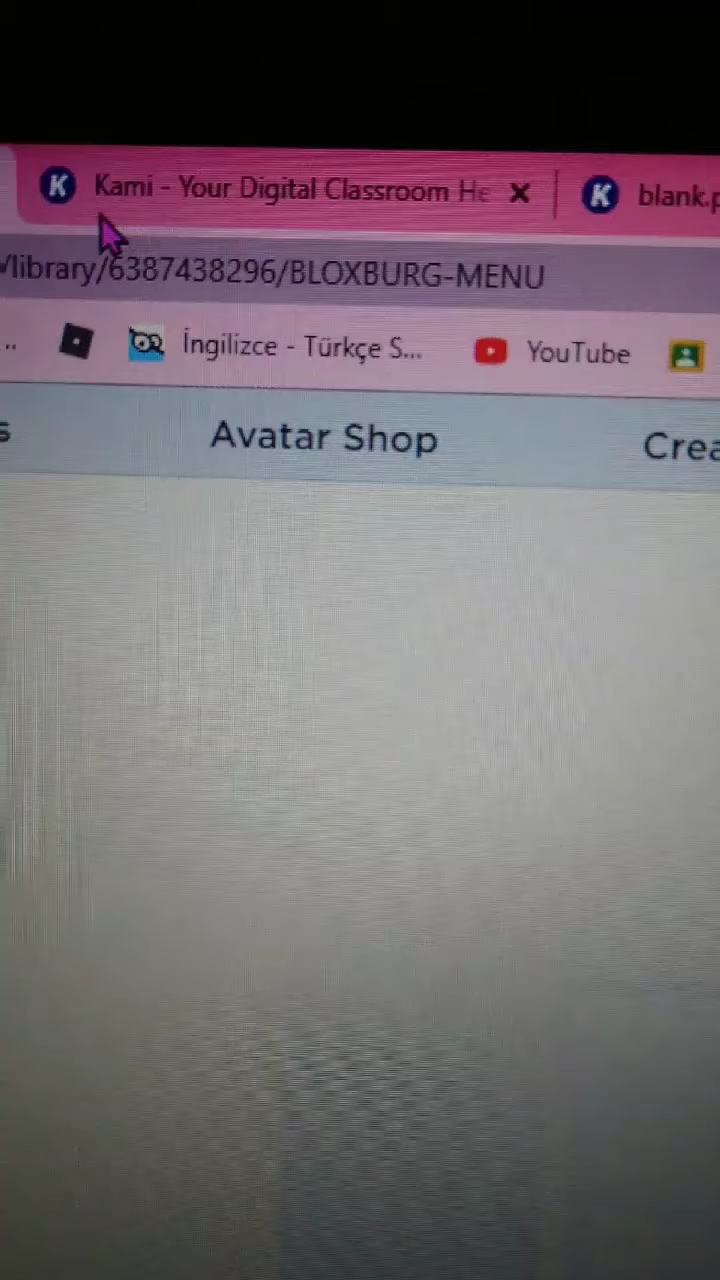 K Kami - Your Digital Classroom He × K blank.p
/library/6387438296/BLOXBURG-MENU
.. İngilizce - Türkçe S... YouTube
s Avatar Shop Crea